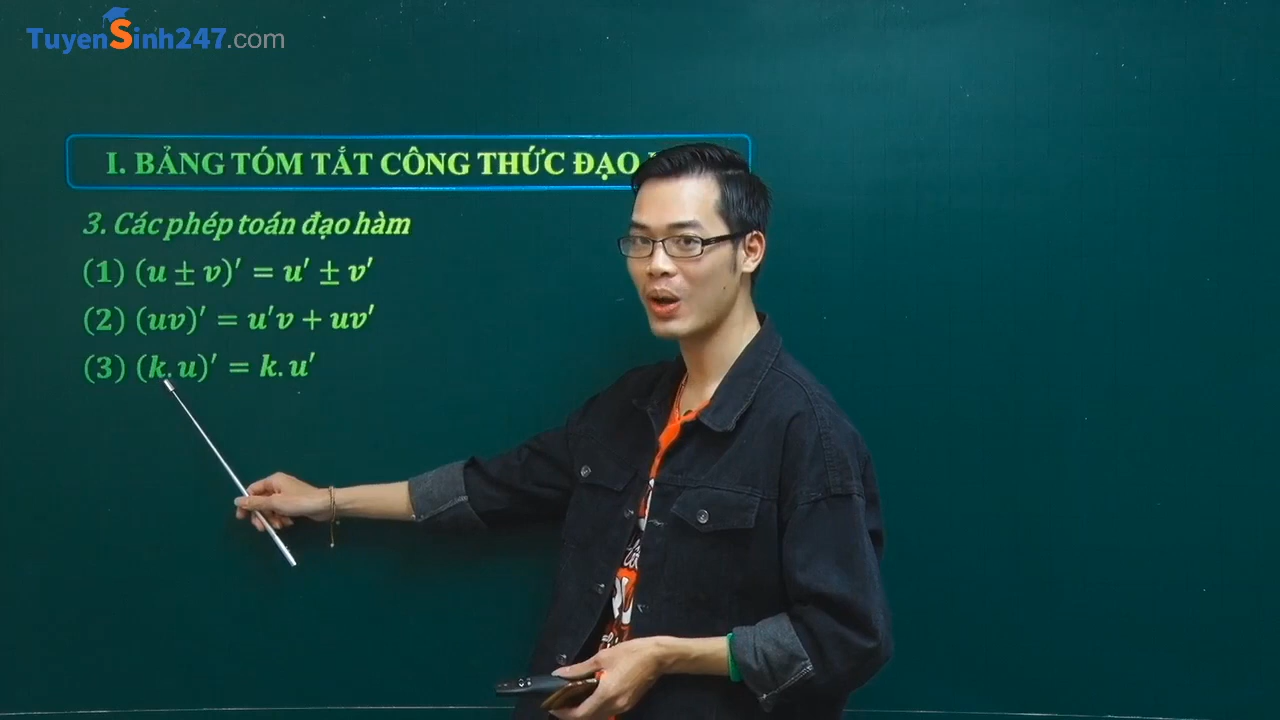 TuyenSinh247.com
I. BẢNG TÓM TẮT CÔNG THỨC ĐẠO
3. Các phép toán đạo hàm
(1) (u ± v)′ = u′ ± v′
(2) (uv)′ = u′v + uv′
(3) (k.u)′ = k.u′